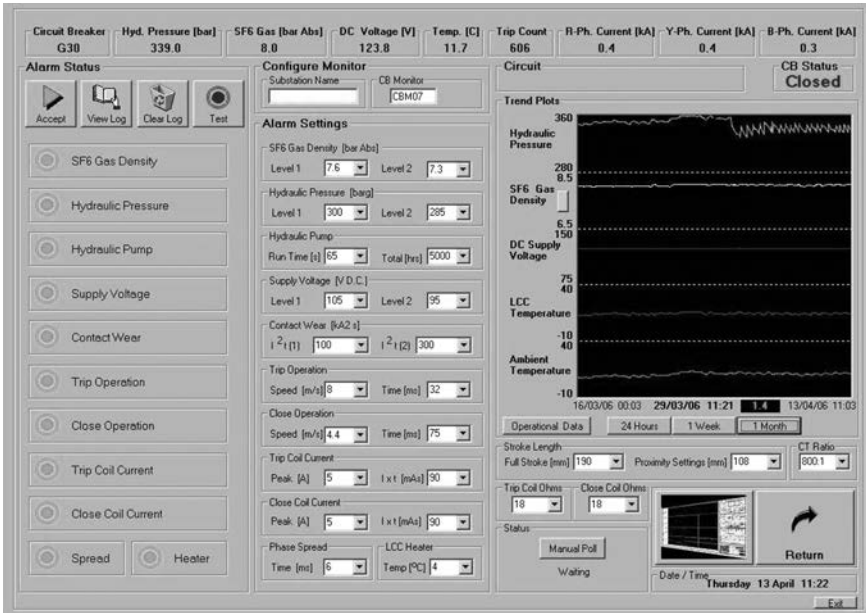 Circuit Breaker Hyd. Pressure [bar] SF6 Gas [bar Abs] DC Voltage [V] Temp. [C] Trip Count R-Ph. Current [kA] Y-Ph. Current [kA] B-Ph. Current [kA]
G30 339.0 8.0 123.8 11.7 606 0.4 0.4 0.3
Alarm Status
Accept View Log Clear Log Test
SF6 Gas Density
Hydraulic Pressure
Hydraulic Pump
Supply Voltage
Contact Wear
Trip Operation
Close Operation
Trip Coil Current
Close Coil Current
Spread Heater
Configure Monitor
Substation Name CB Monitor
CBM07
Alarm Settings
SF6 Gas Density [bar Abs]
Level 1 7.6 Level 2 7.3
Hydraulic Pressure [barg]
Level 1 300 Level 2 285
Hydraulic Pump
Run Time [s] 65 Total [hrs] 5000
Supply Voltage [V D.C.]
Level 1 105 Level 2 95
Contact Wear [kA2 s]
I 2 t (1) 100 I 2 t (2) 300
Trip Operation
Speed [m/s] 8 Time [ms] 32
Close Operation
Speed [m/s] 4.4 Time [ms] 75
Trip Coil Current
Peak [A] 5 I x t [mAs] 90
Close Coil Current
Peak [A] 5 I x t [mAs] 90
Phase Spread LCC Heater
Time [ms] 6 Temp [ºC] 4
Circuit
CB Status
Closed
Trend Plots
360
Hydraulic
Pressure
280
8.5
SF6 Gas
Density
6.5
150
DC Supply
Voltage
75
40
LCC
Temperature
-10
40
Ambient
Temperature
-10
16/03/06 00:03 29/03/06 11:21 1.4 13/04/06 11:03
Operational Data 24 Hours 1 Week 1 Month
Stroke Length CT Ratio
Full Stroke [mm] 190 Proximity Settings [mm] 108 800:1
Trip Coil Ohms Close Coil Ohms
18 18
Status
Manual Poll
Waiting
Return
Date / Time
Thursday 13 April 11:22
Exit